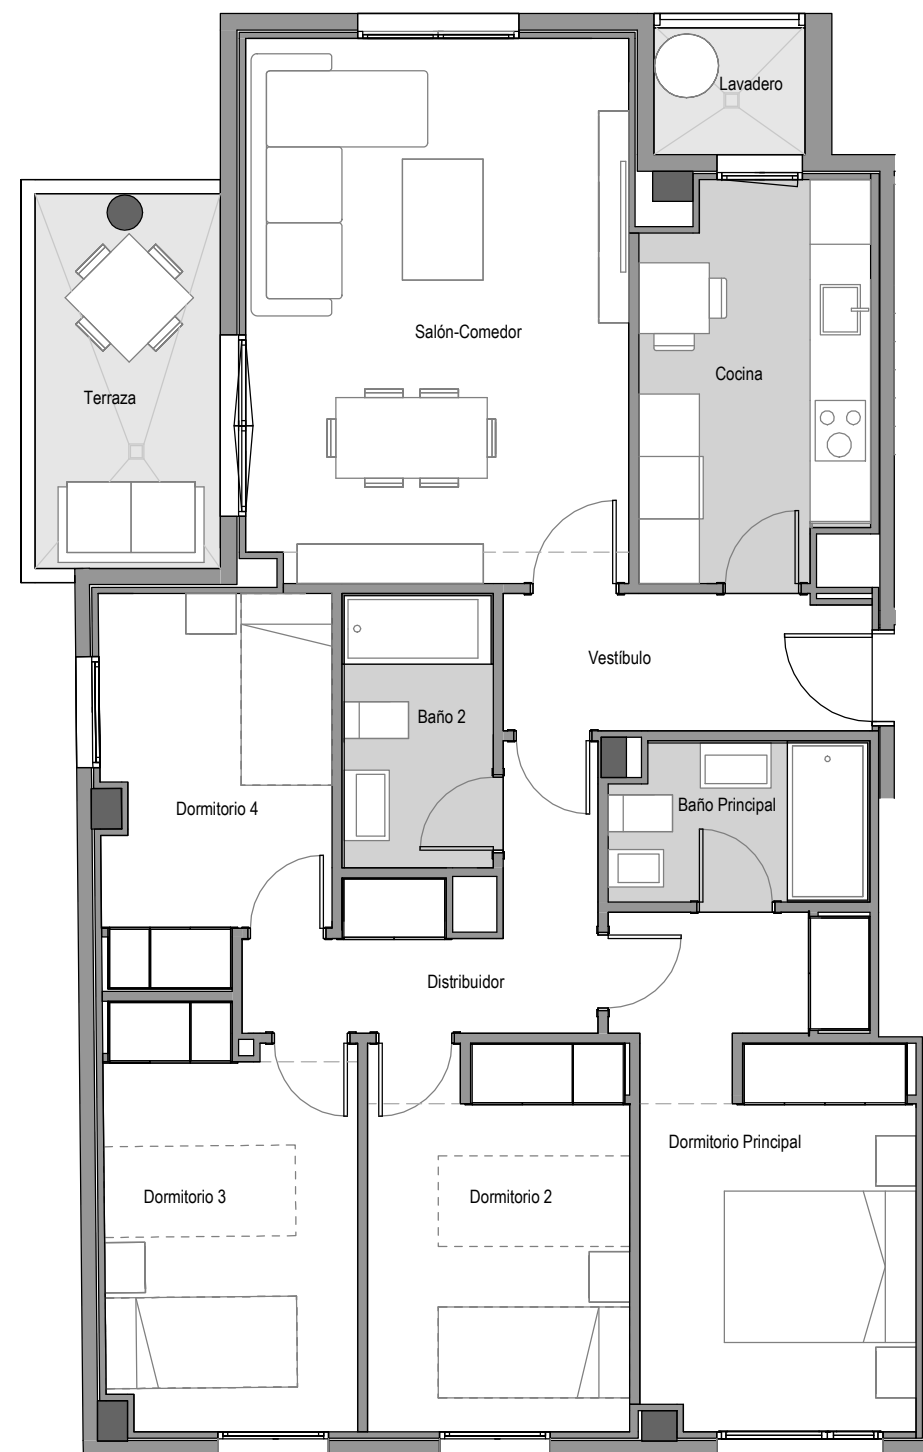 Lavadero
Salón-Comedor
Cocina
Terraza
Vestíbulo
Baño 2
Dormitorio 4
Baño Principal
Distribuidor
Dormitorio Principal
Dormitorio 3
Dormitorio 2